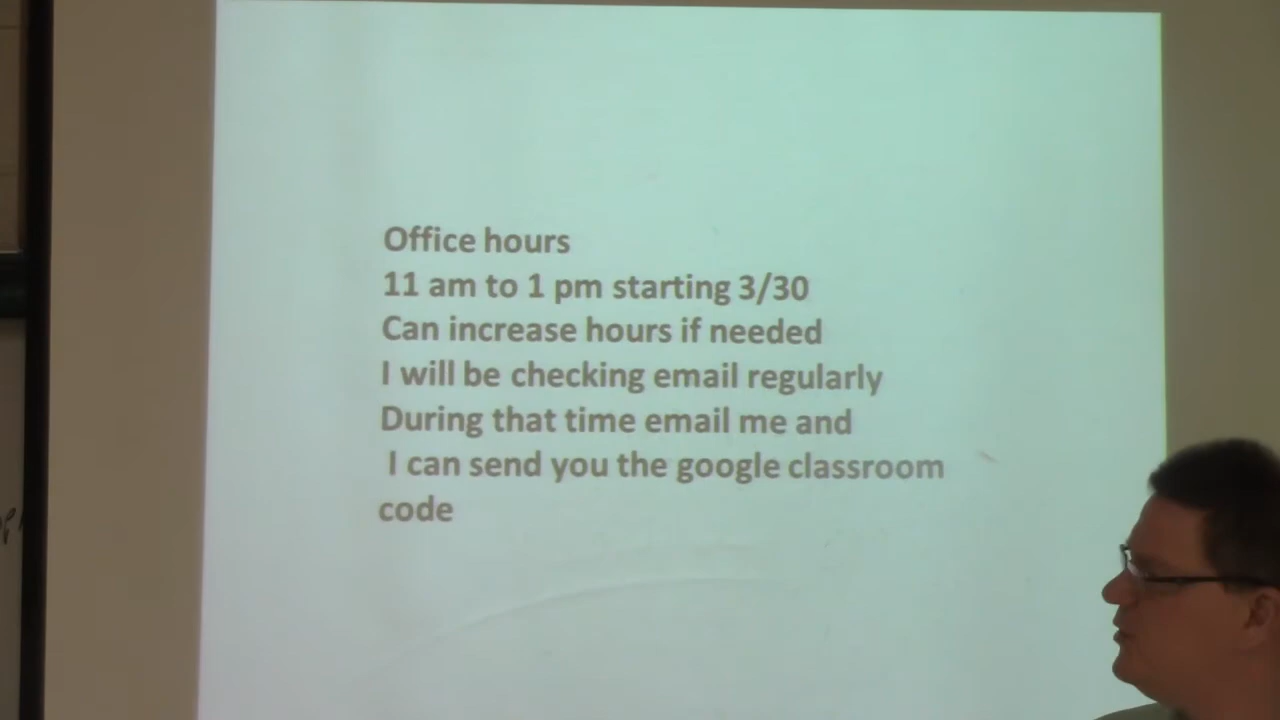 Office hours
11 am to 1 pm starting 3/30
Can increase hours if needed
I will be checking email regularly
During that time email me and
I can send you the google classroom
code